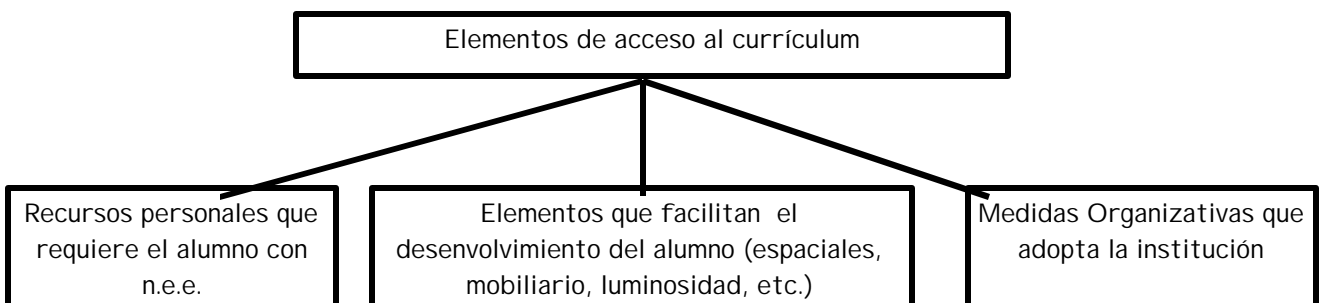 Elementos de acceso al currículum
Recursos personales que
requiere el alumno con
n.e.e.
Elementos que facilitan el
desenvolvimiento del alumno (espaciales,
mobiliario, luminosidad, etc.)
Medidas Organizativas que
adopta la institución